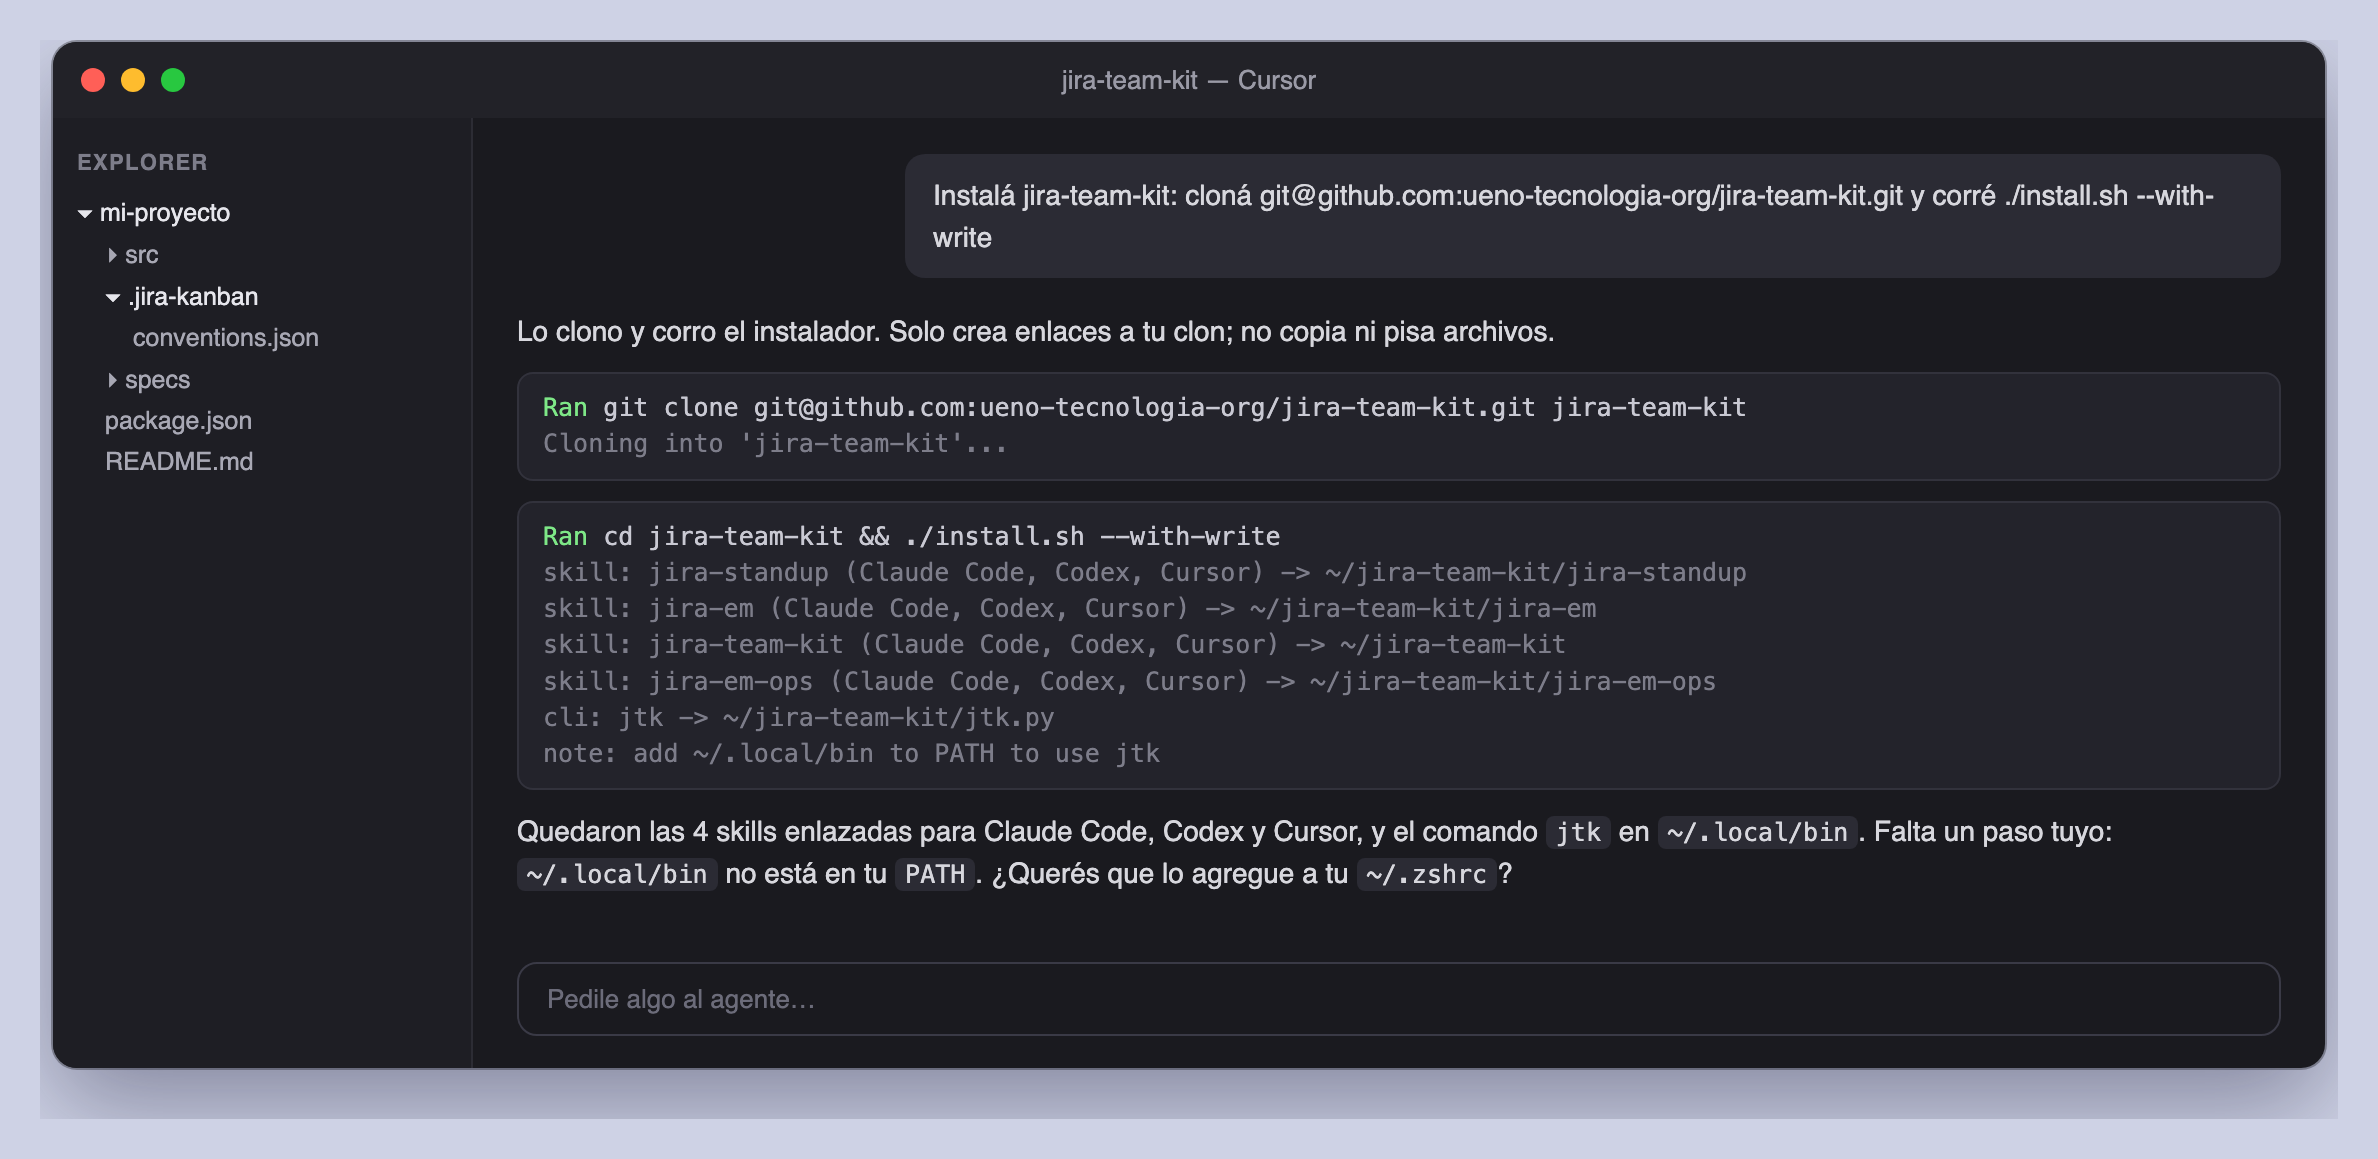 jira-team-kit — Cursor
EXPLORER
mi-proyecto
src
.jira-kanban
conventions.json
specs
package.json
README.md
Instalá jira-team-kit: cloná git@github.com:ueno-tecnologia-org/jira-team-kit.git y corré ./install.sh --with-
write
Lo clono y corro el instalador. Solo crea enlaces a tu clon; no copia ni pisa archivos.
Ran git clone git@github.com:ueno-tecnologia-org/jira-team-kit.git jira-team-kit
Cloning into 'jira-team-kit'...
Ran cd jira-team-kit && ./install.sh --with-write
skill: jira-standup (Claude Code, Codex, Cursor) -> ~/jira-team-kit/jira-standup
skill: jira-em (Claude Code, Codex, Cursor) -> ~/jira-team-kit/jira-em
skill: jira-team-kit (Claude Code, Codex, Cursor) -> ~/jira-team-kit
skill: jira-em-ops (Claude Code, Codex, Cursor) -> ~/jira-team-kit/jira-em-ops
cli: jtk -> ~/jira-team-kit/jtk.py
note: add ~/.local/bin to PATH to use jtk
Quedaron las 4 skills enlazadas para Claude Code, Codex y Cursor, y el comando jtk en ~/.local/bin. Falta un paso tuyo:
~/.local/bin no está en tu PATH. ¿Querés que lo agregue a tu ~/.zshrc?
Pedile algo al agente…